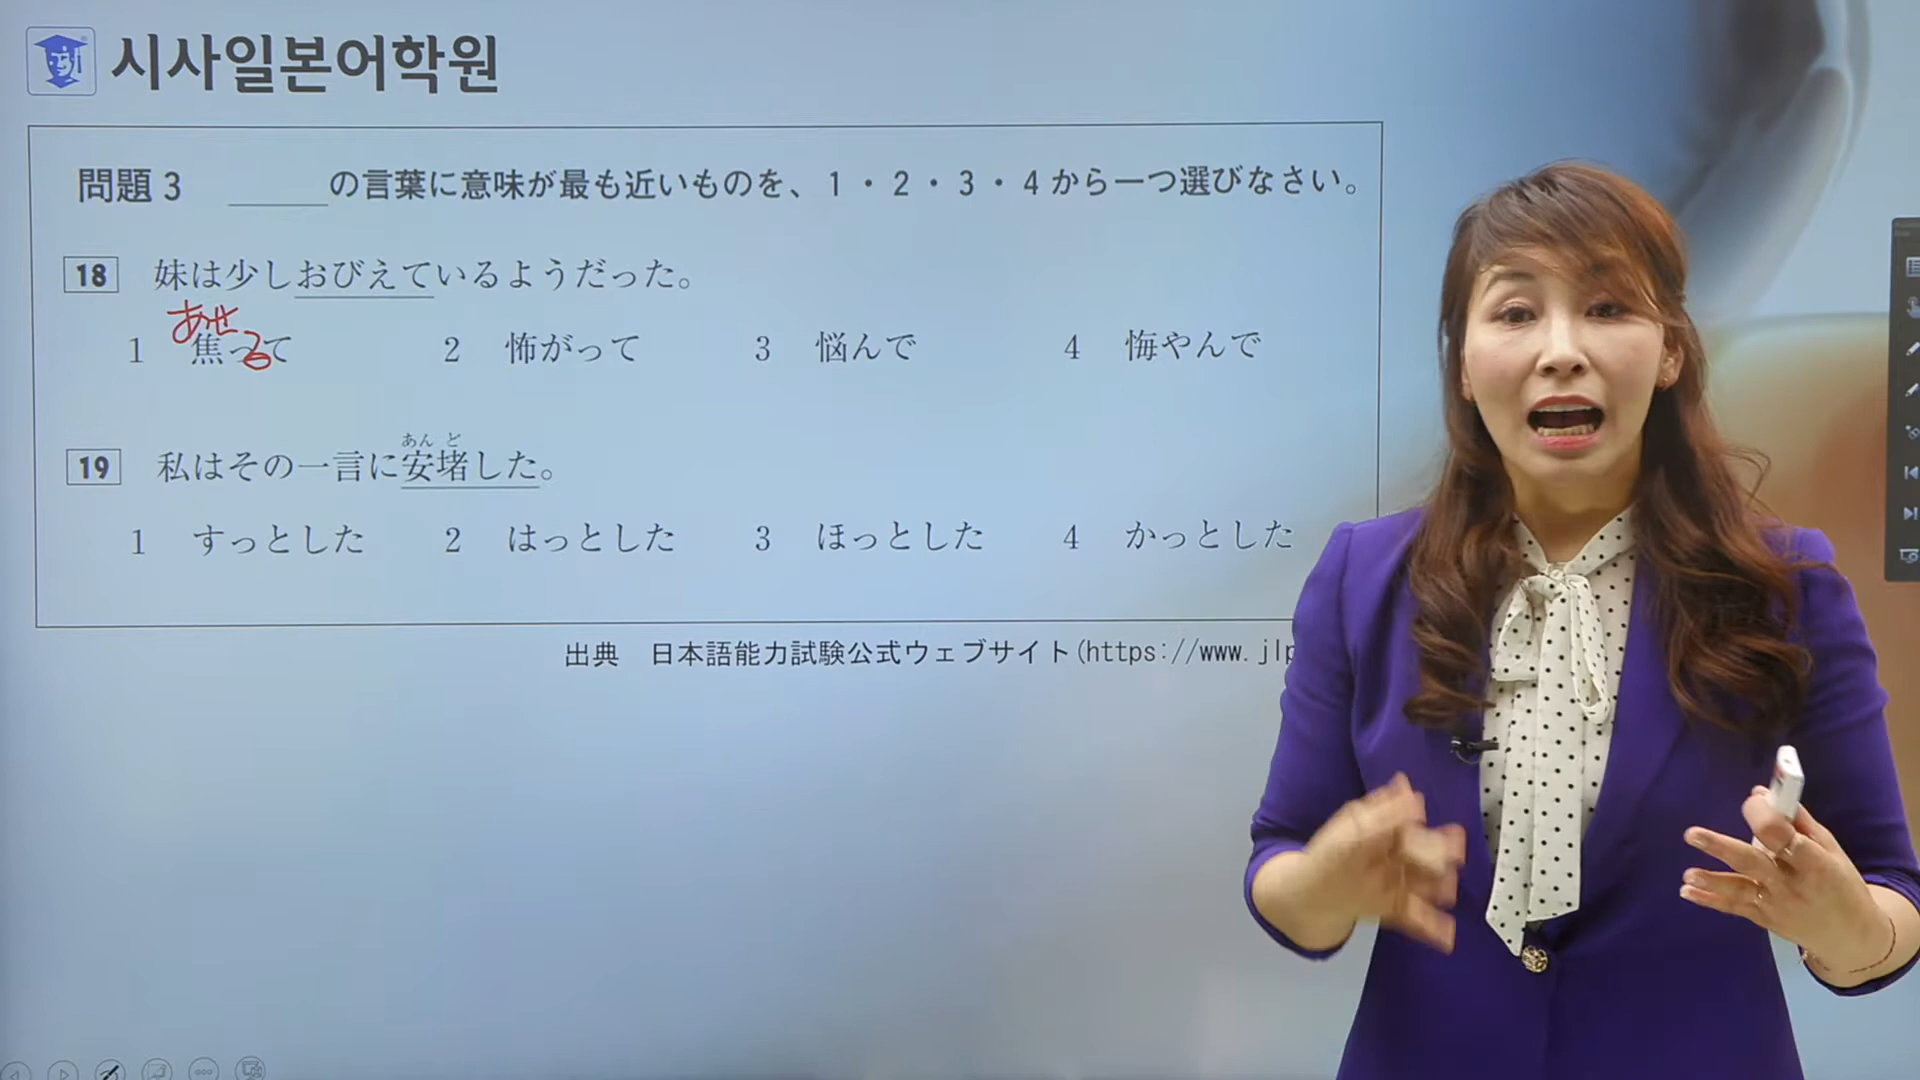 시사일본어학원
問題3 ＿＿＿の言葉に意味が最も近いものを、1・2・3・4から一つ選びなさい。
18 妹は少しおびえているようだった。
あせ
る
1 焦って 2 怖がって 3 悩んで 4 悔やんで
あん ど
19 私はその一言に安堵した。
1 すっとした 2 はっとした 3 ほっとした 4 かっとした
出典 日本語能力試験公式ウェブサイト(https://www.jlp